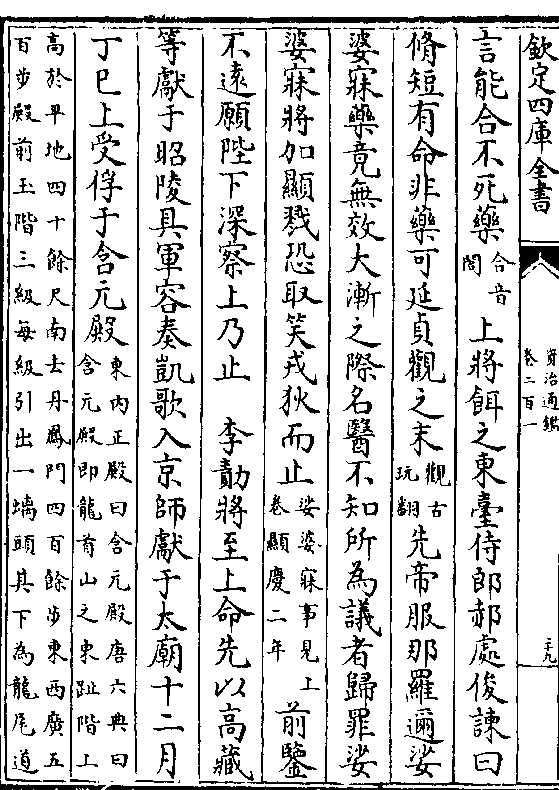 欽定四庫全書
資治通鑑
卷二百一
三十九
言能合不死藥合音閤上將餌之東臺侍郎郝處俊諫曰
脩短有命非藥可延貞觀之末觀古玩翻先帝服那羅邇娑
婆寐藥竟無效大漸之際名醫不知所為議者歸罪娑
婆寐將加顯戮恐取笑戎狄而止娑婆寐事見上卷顯慶二年前鑒
不遠願陛下深察上乃止　李勣將至上命先以高藏
等獻于昭陵具軍容奏凱歌入京師獻于太廟十二月
丁巳上受俘于含元殿東內正殿曰含元殿唐六典曰含元殿即龍首山之東趾階上
高於平地四十餘尺南去丹鳳門四百餘步東西廣五
百步殿前玉階三級每級引出一螭頭其下為龍尾道